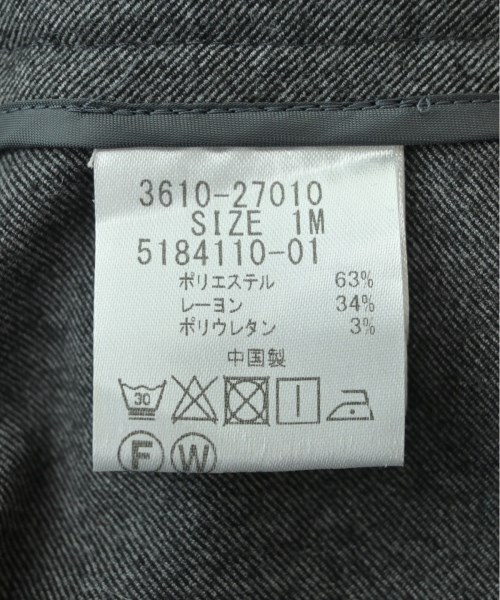 3610-27010
SIZE 1M
5184110-01
ポリエステル 63%
レーヨン 34%
ポリウレタン 3%
中国製
30
F W